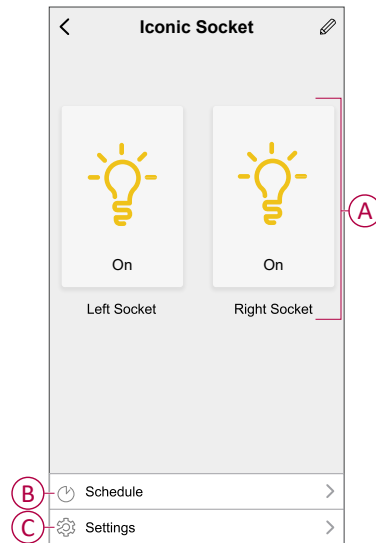 Iconic Socket
A
On On
Left Socket Right Socket
B Schedule
C Settings